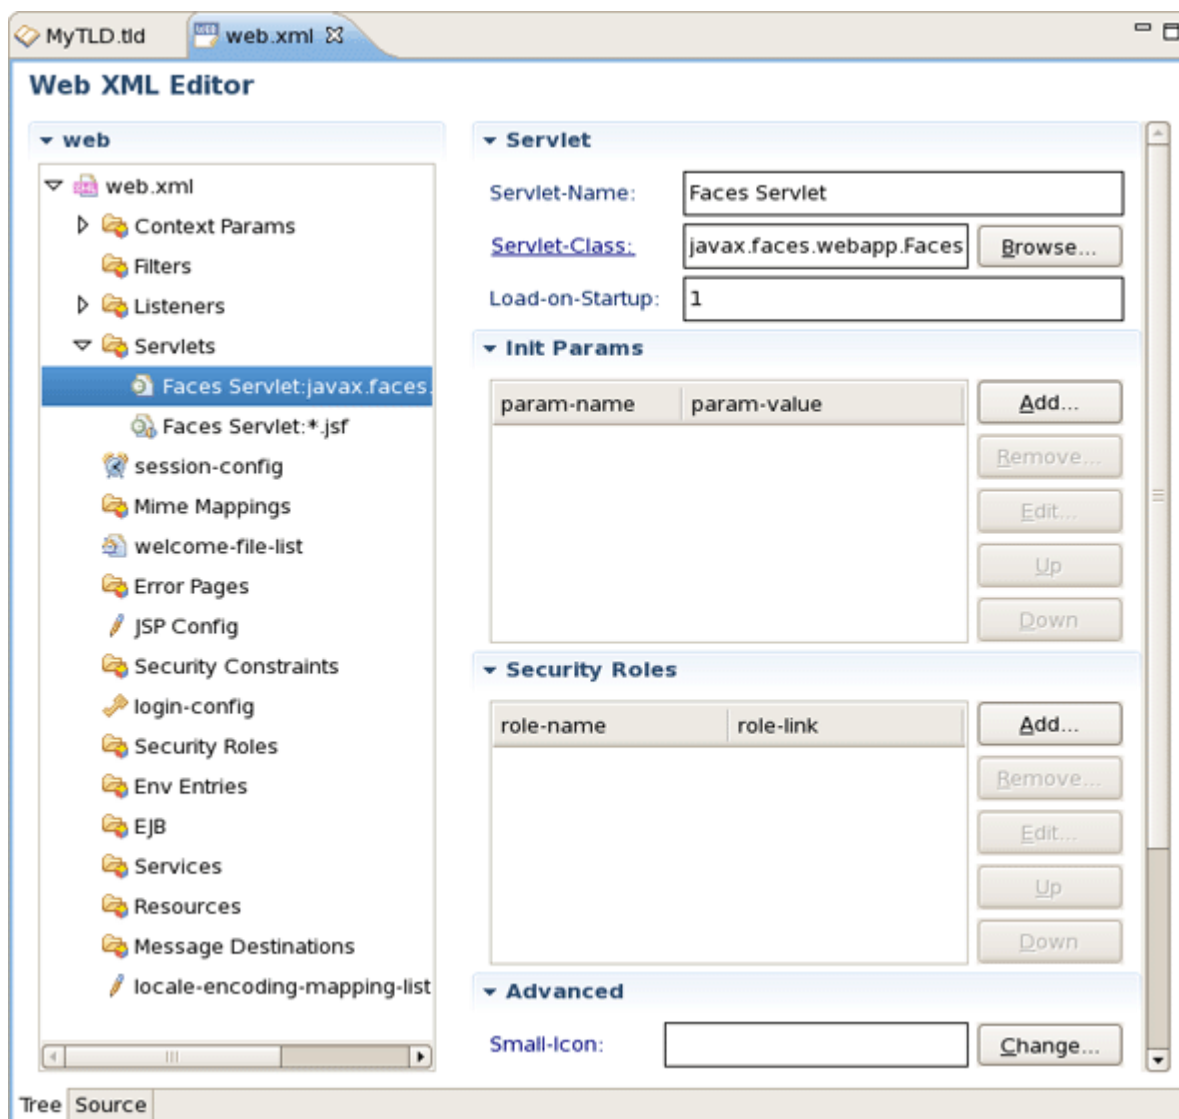 MyTLD.tld
web.xml
Web XML Editor
web
web.xml
Context Params
Filters
Listeners
Servlets
Faces Servlet:javax.faces.
Faces Servlet:*.jsf
session-config
Mime Mappings
welcome-file-list
Error Pages
JSP Config
Security Constraints
login-config
Security Roles
Env Entries
EJB
Services
Resources
Message Destinations
locale-encoding-mapping-list
Servlet
Servlet-Name: Faces Servlet
Servlet-Class: javax.faces.webapp.Faces Browse...
Load-on-Startup: 1
Init Params
param-name param-value
Add...
Remove...
Edit...
Up
Down
Security Roles
role-name role-link
Add...
Remove...
Edit...
Up
Down
Advanced
Small-Icon: Change...
Tree Source